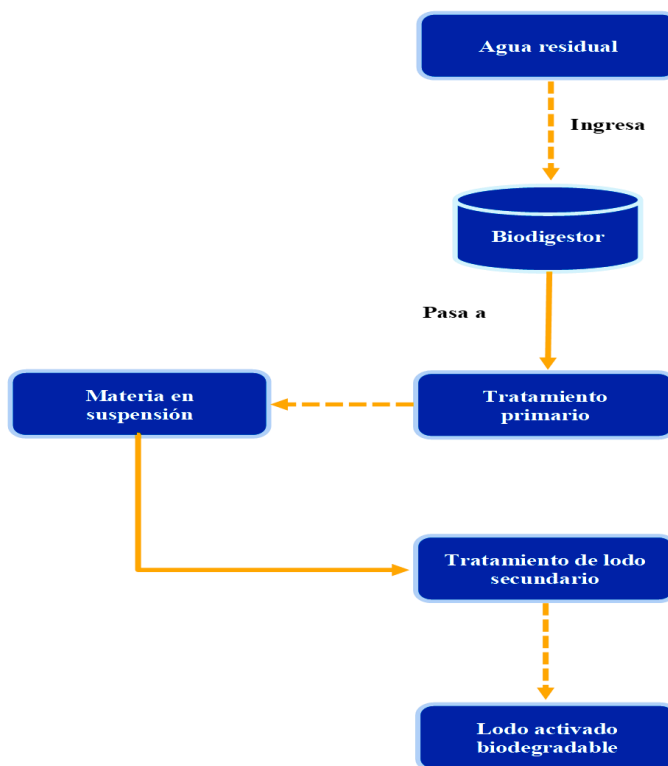 Agua residual
Ingresa
Biodigestor
Pasa a
Tratamiento
primario
Materia en
suspensión
Tratamiento de lodo
secundario
Lodo activado
biodegradable